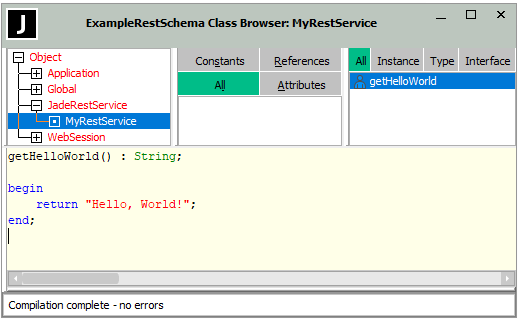 J
ExampleRestSchema Class Browser: MyRestService
Object
Application
Global
JadeRestService
MyRestService
WebSession
Constants References
All Attributes
All Instance Type Interface
getHelloWorld
getHelloWorld() : String;
begin
return "Hello, World!";
end;
Compilation complete - no errors